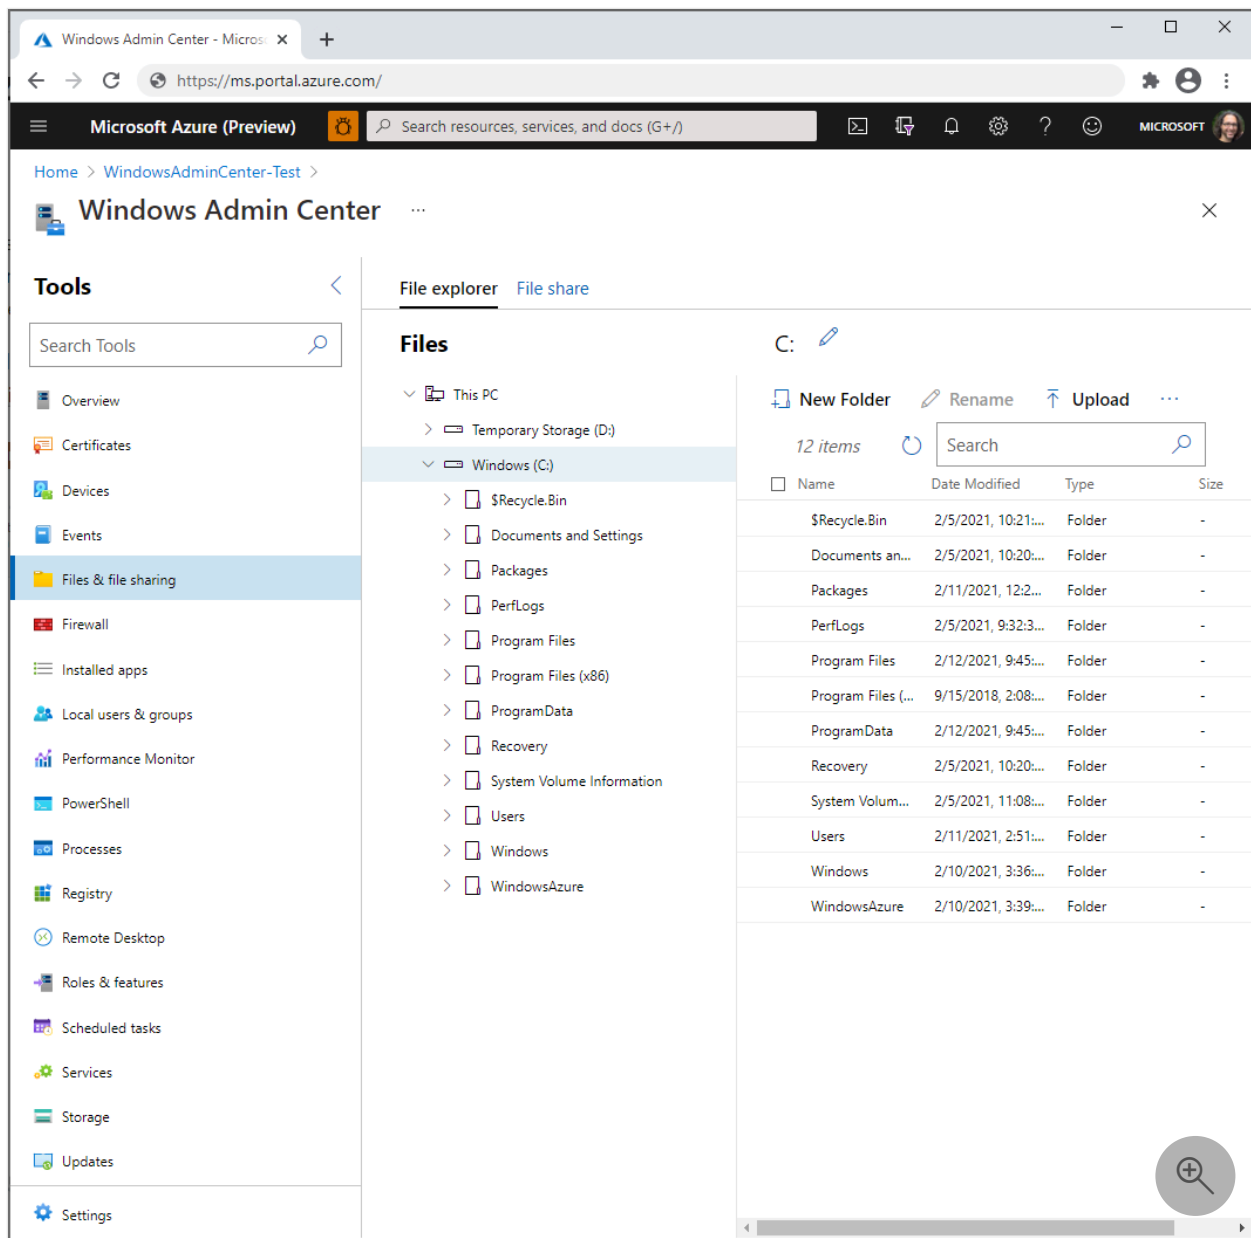 Windows Admin Center - Micros
https://ms.portal.azure.com/
Microsoft Azure (Preview)
Search resources, services, and docs (G+/)
MICROSOFT
Home > WindowsAdminCenter-Test >
Windows Admin Center ...
Tools
Search Tools
Overview
Certificates
Devices
Events
Files & file sharing
Firewall
Installed apps
Local users & groups
Performance Monitor
PowerShell
Processes
Registry
Remote Desktop
Roles & features
Scheduled tasks
Services
Storage
Updates
Settings
File explorer File share
Files
This PC
Temporary Storage (D:)
Windows (C:)
$Recycle.Bin
Documents and Settings
Packages
PerfLogs
Program Files
Program Files (x86)
ProgramData
Recovery
System Volume Information
Users
Windows
WindowsAzure
C:
New Folder Rename Upload ...
12 items Search
Name Date Modified Type Size
$Recycle.Bin 2/5/2021, 10:21:... Folder -
Documents an... 2/5/2021, 10:20:... Folder -
Packages 2/11/2021, 12:2... Folder -
PerfLogs 2/5/2021, 9:32:3... Folder -
Program Files 2/12/2021, 9:45:... Folder -
Program Files (... 9/15/2018, 2:08:... Folder -
ProgramData 2/12/2021, 9:45:... Folder -
Recovery 2/5/2021, 10:20:... Folder -
System Volum... 2/5/2021, 11:08:... Folder -
Users 2/11/2021, 2:51:... Folder -
Windows 2/10/2021, 3:36:... Folder -
WindowsAzure 2/10/2021, 3:39:... Folder -